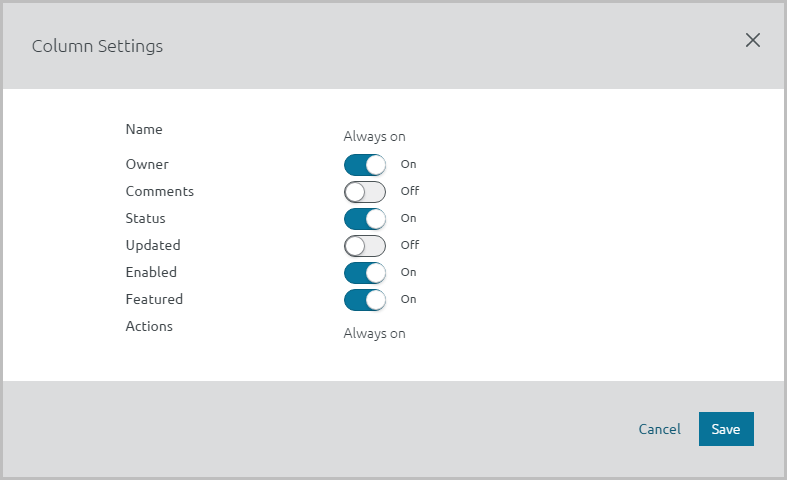 Column Settings
Name Always on
Owner On
Comments Off
Status On
Updated Off
Enabled On
Featured On
Actions Always on
Cancel Save